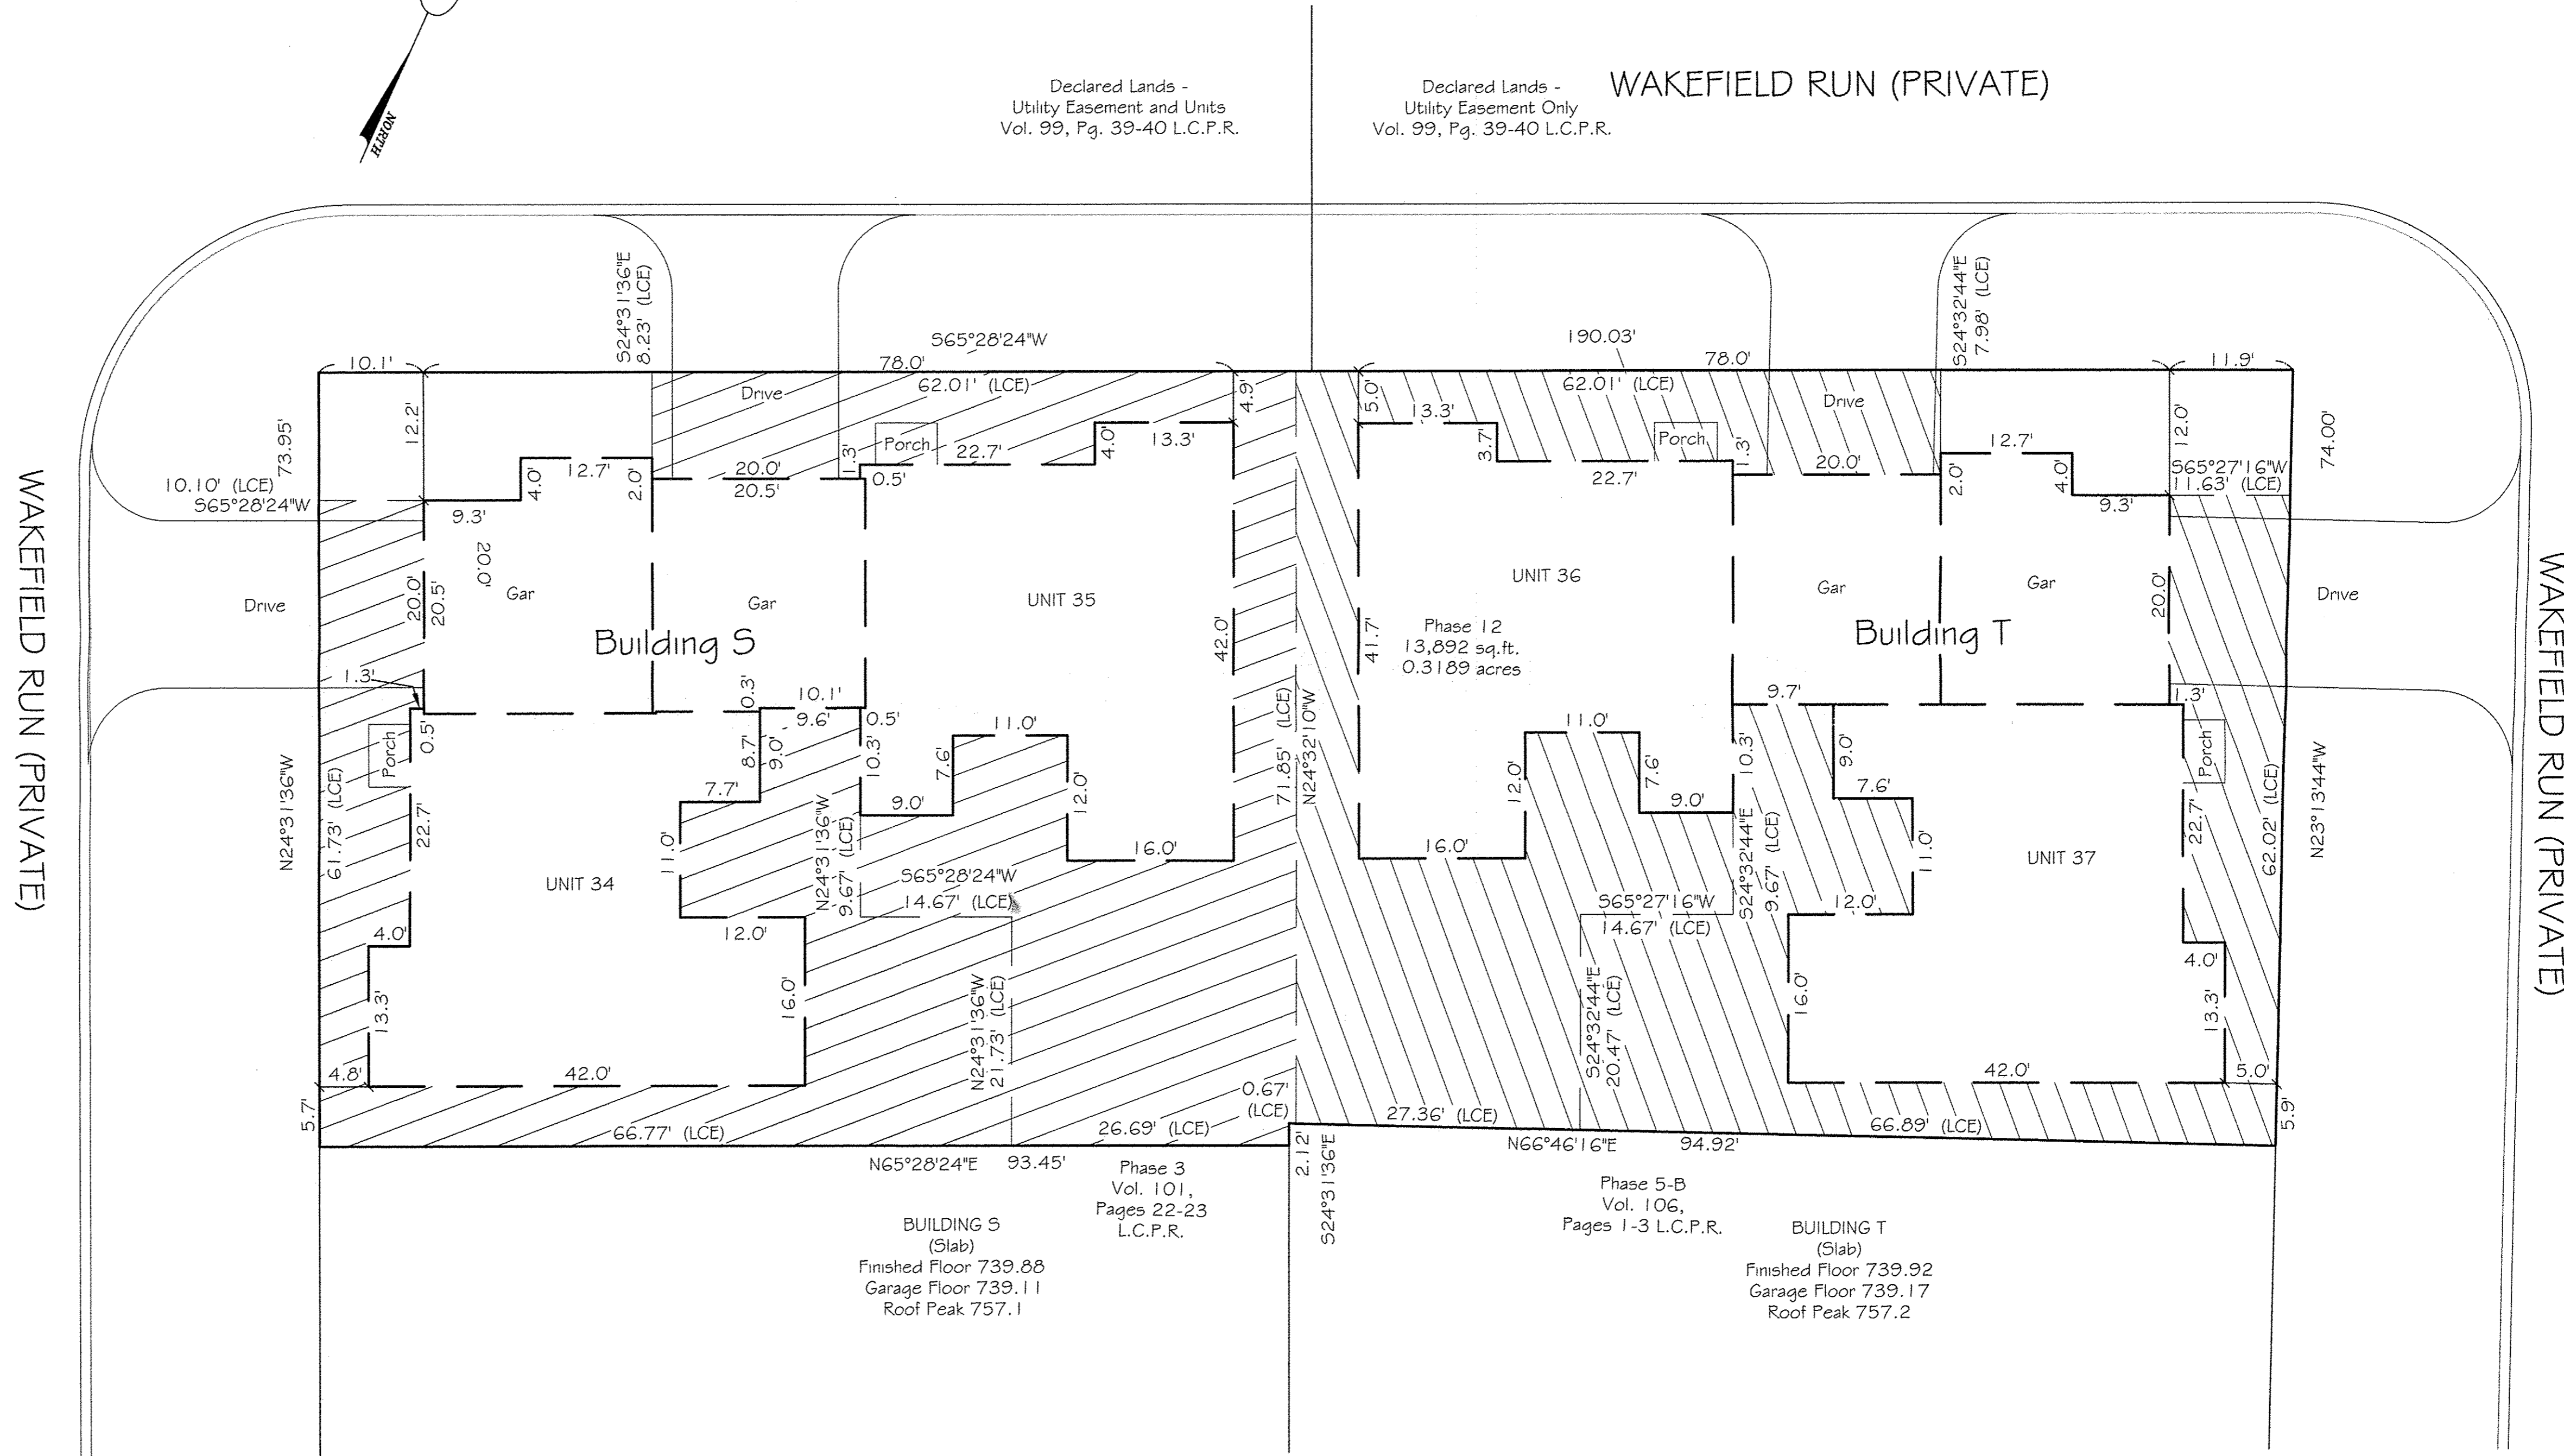 NORTH
Declared Lands -
Utility Easement and Units
Vol. 99, Pg. 39-40 L.C.P.R.
Declared Lands -
Utility Easement Only
Vol. 99, Pg. 39-40 L.C.P.R.
WAKEFIELD RUN (PRIVATE)
S24°31'36"E
8.23' (LCE)
S24°32'44"E
7.98' (LCE)
S65°28'24"W
190.03'
10.1'
78.0'
78.0'
11.9'
62.01' (LCE)
62.01' (LCE)
Drive
Drive
12.2'
4.9'
5.0'
12.0'
73.95'
74.00'
Porch
13.3'
4.0'
22.7'
1.3'
0.5'
13.3'
3.7'
Porch
22.7'
1.3'
20.0'
2.0'
12.7'
4.0'
9.3'
S65°27'16"W
11.63' (LCE)
10.10' (LCE)
S65°28'24"W
9.3'
4.0'
12.7'
2.0'
20.0'
20.5'
20.0'
20.0'
20.5'
Gar
Gar
UNIT 35
UNIT 36
Gar
Gar
20.0'
Drive
Drive
Building S
Building T
Phase 12
13,892 sq.ft.
0.3189 acres
42.0'
41.7'
WAKEFIELD RUN (PRIVATE)
WAKEFIELD RUN (PRIVATE)
1.3'
0.5'
Porch
22.7'
0.3'
10.1'
9.6'
0.5'
8.7'
9.0'
7.7'
10.3'
9.0'
7.6'
11.0'
12.0'
16.0'
71.85' (LCE)
N24°32'10"W
11.0'
12.0'
16.0'
7.6'
9.0'
10.3'
9.7'
9.0'
7.6'
11.0'
1.3'
Porch
22.7'
N24°31'36"W
61.73' (LCE)
62.02' (LCE)
N23°13'44"W
UNIT 34
11.0'
12.0'
16.0'
N24°31'36"W
9.67' (LCE)
S65°28'24"W
14.67' (LCE)
N24°31'36"W
21.73' (LCE)
S65°27'16"W
14.67' (LCE)
S24°32'44"E
9.67' (LCE)
S24°32'44"E
20.47' (LCE)
12.0'
16.0'
UNIT 37
4.0'
13.3'
4.0'
13.3'
4.8'
42.0'
42.0'
5.0'
5.7'
5.9'
66.77' (LCE)
26.69' (LCE)
0.67'
(LCE)
27.36' (LCE)
66.89' (LCE)
N65°28'24"E 93.45'
2.12'
S24°31'36"E
N66°46'16"E 94.92'
Phase 3
Vol. 101,
Pages 22-23
L.C.P.R.
Phase 5-B
Vol. 106,
Pages 1-3 L.C.P.R.
BUILDING S
(Slab)
Finished Floor 739.88
Garage Floor 739.11
Roof Peak 757.1
BUILDING T
(Slab)
Finished Floor 739.92
Garage Floor 739.17
Roof Peak 757.2